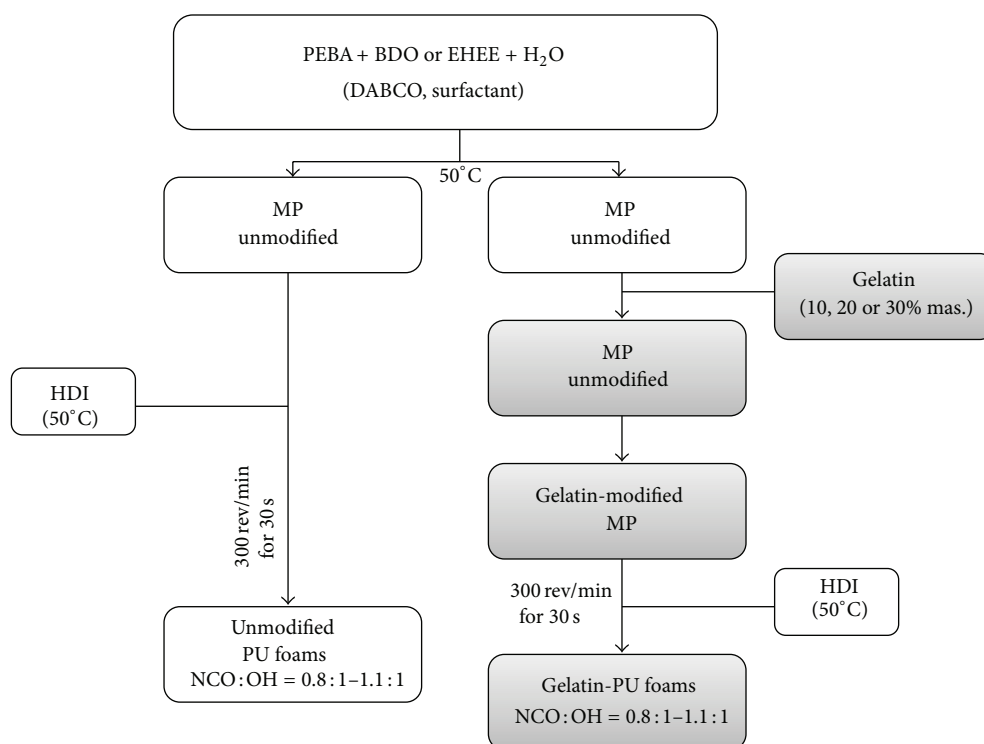 PEBA + BDO or EHEE + H₂O
(DABCO, surfactant)
50°C
MP
unmodified
MP
unmodified
Gelatin
(10, 20 or 30% mas.)
MP
unmodified
HDI
(50°C)
300 rev/min
for 30 s
Gelatin-modified
MP
300 rev/min
for 30 s
HDI
(50°C)
Unmodified
PU foams
NCO:OH = 0.8:1–1.1:1
Gelatin-PU foams
NCO:OH = 0.8:1–1.1:1